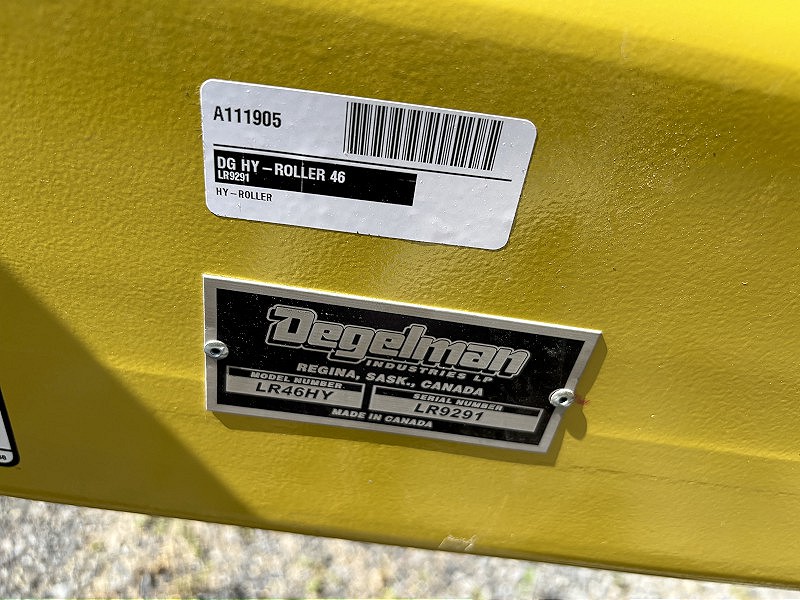 A111905
DG HY-ROLLER 46
LR9291
HY-ROLLER
Degelman
INDUSTRIES LP
REGINA, SASK., CANADA
MODEL NUMBER SERIAL NUMBER
LR46HY LR9291
MADE IN CANADA